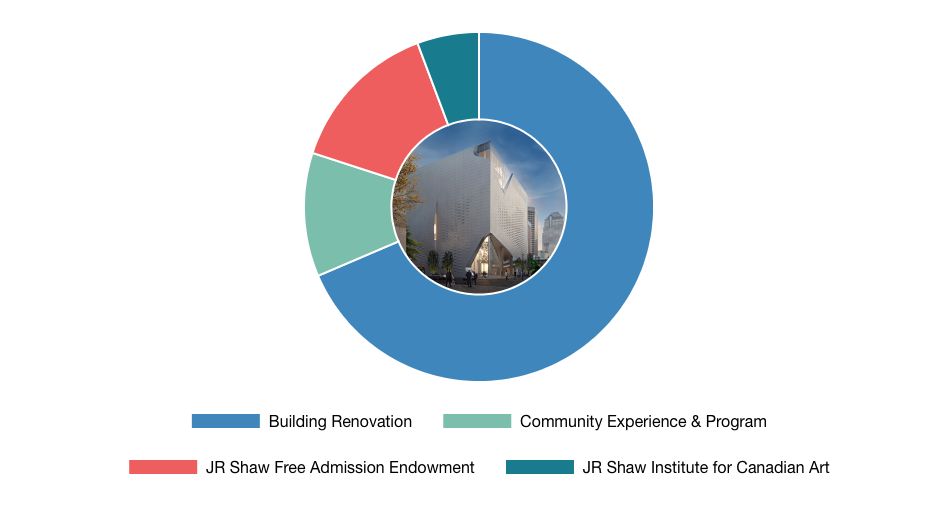 Building Renovation
Community Experience & Program
JR Shaw Free Admission Endowment
JR Shaw Institute for Canadian Art